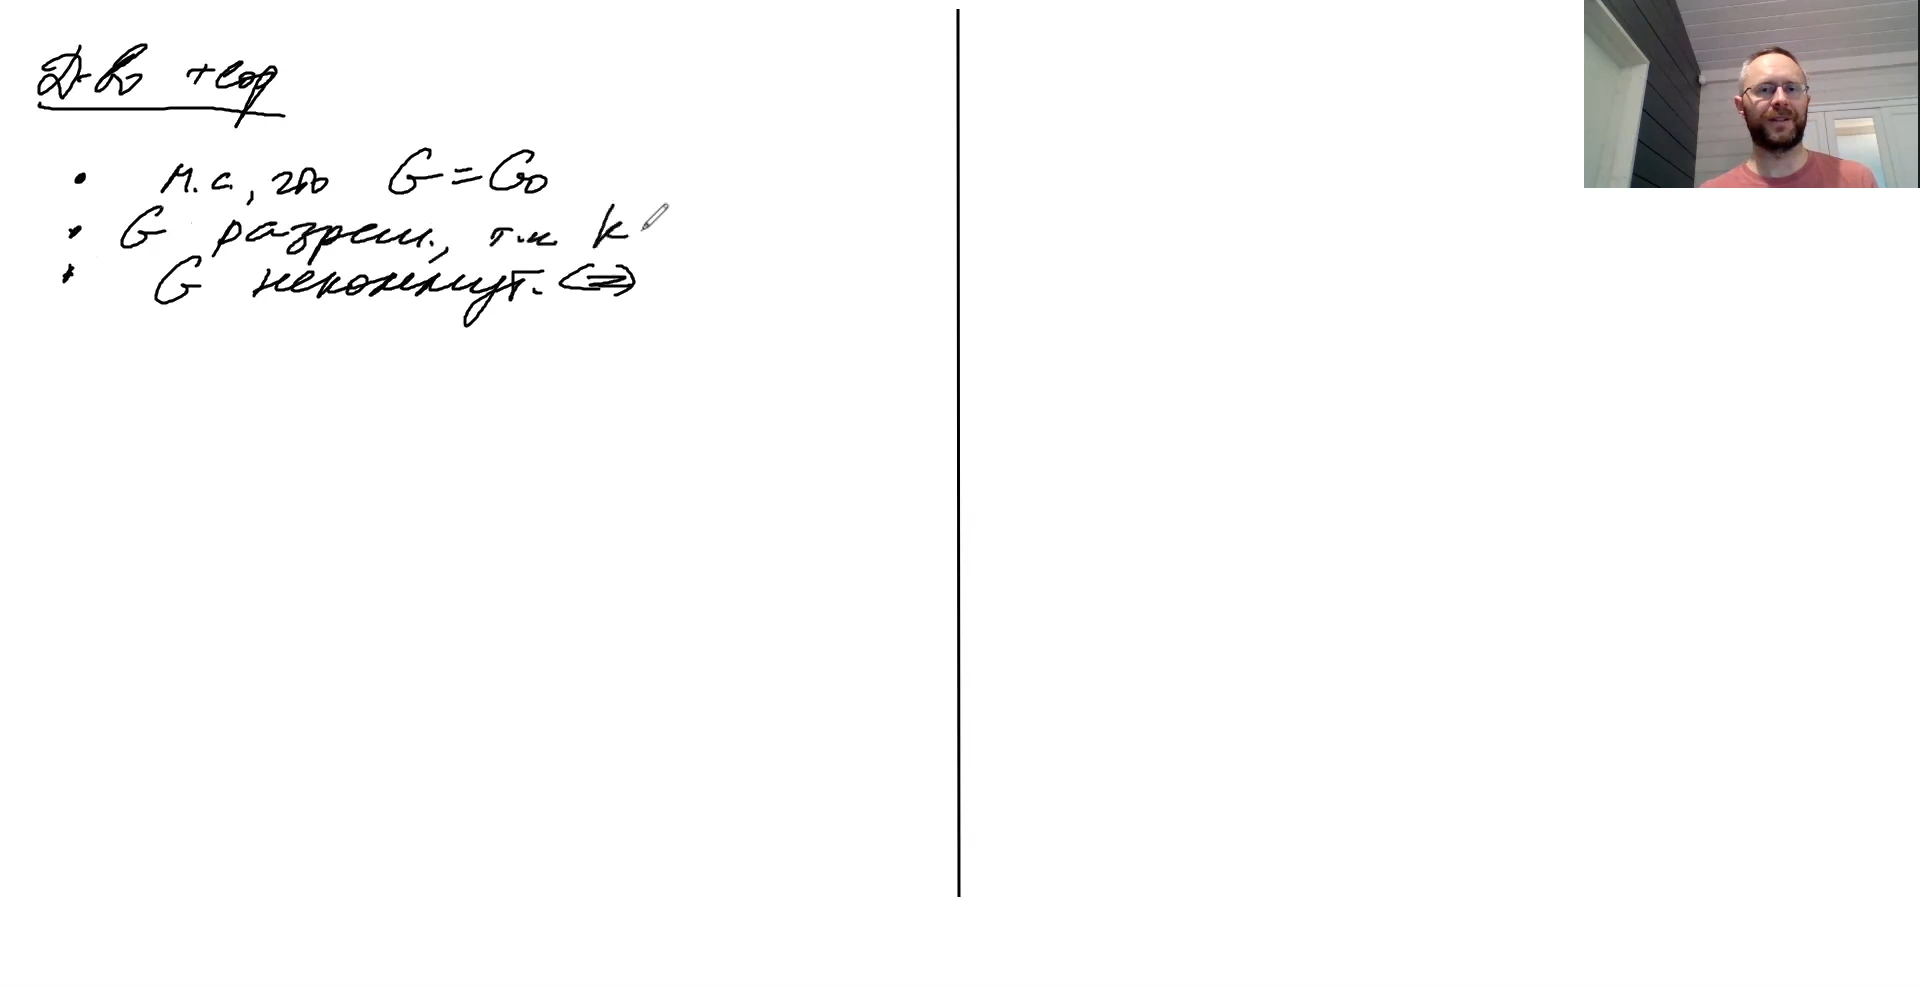 Д-во теор
• м.с, что G = G₀
• G разреш., т.к. k
• G некоммут. ⇔